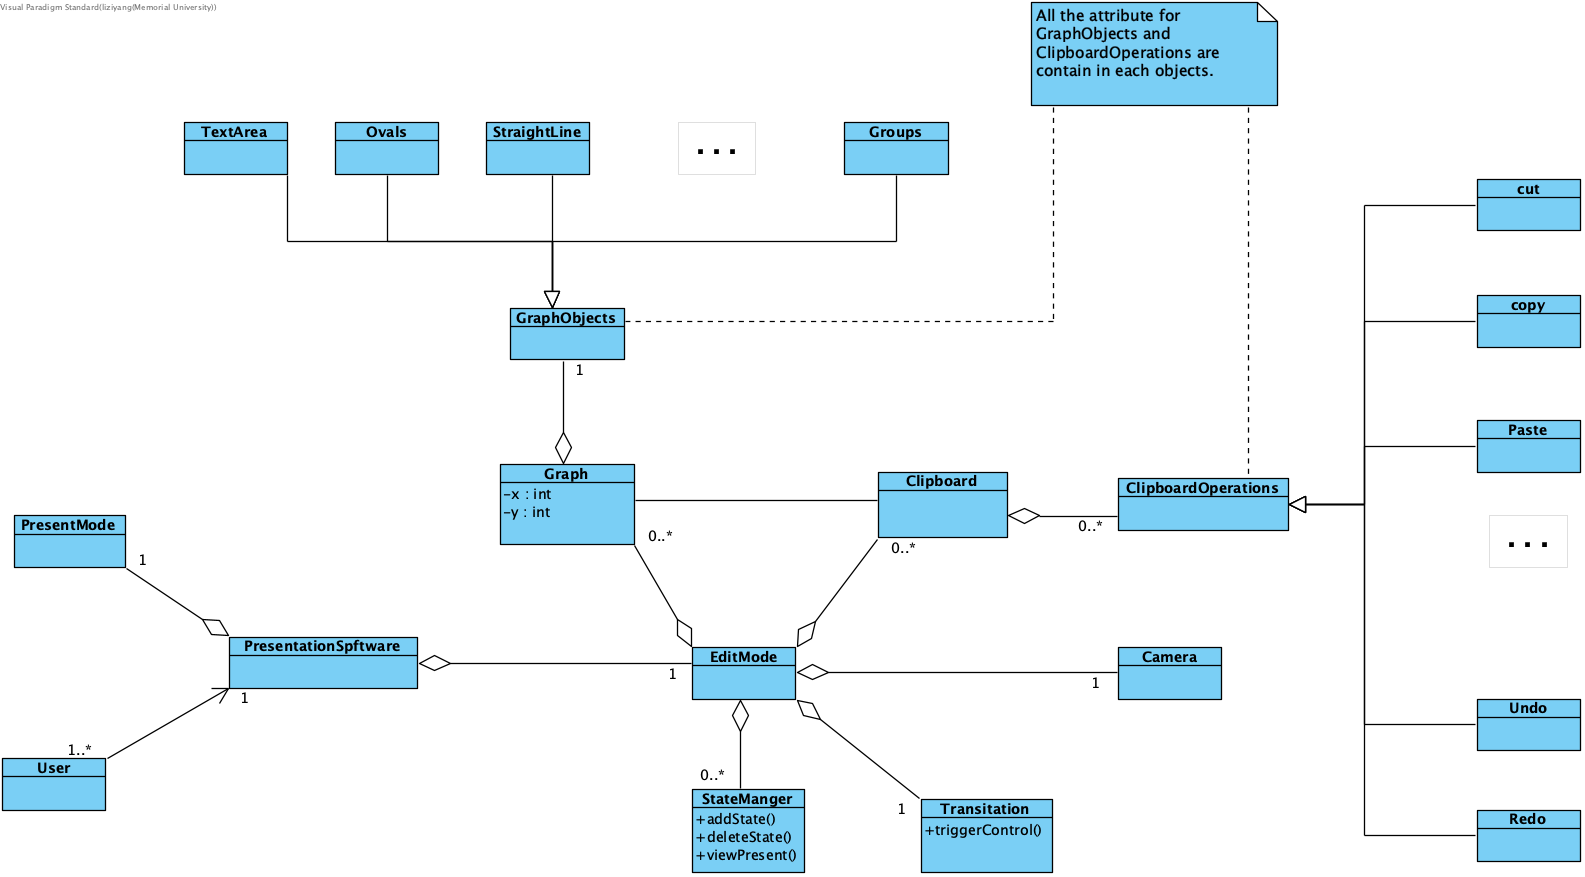 Visual Paradigm Standard(liziyang(Memorial University))
All the attribute for
GraphObjects and
ClipboardOperations are
contain in each objects.
TextArea
Ovals
StraightLine
...
Groups
cut
copy
Paste
...
Undo
Redo
GraphObjects
1
Graph
-x : int
-y : int
0..*
Clipboard
0..*
ClipboardOperations
0..*
PresentMode
1
PresentationSpftware
1
User
1..*
EditMode
1
Camera
1
StateManger
+addState()
+deleteState()
+viewPresent()
0..*
Transitation
+triggerControl()
1